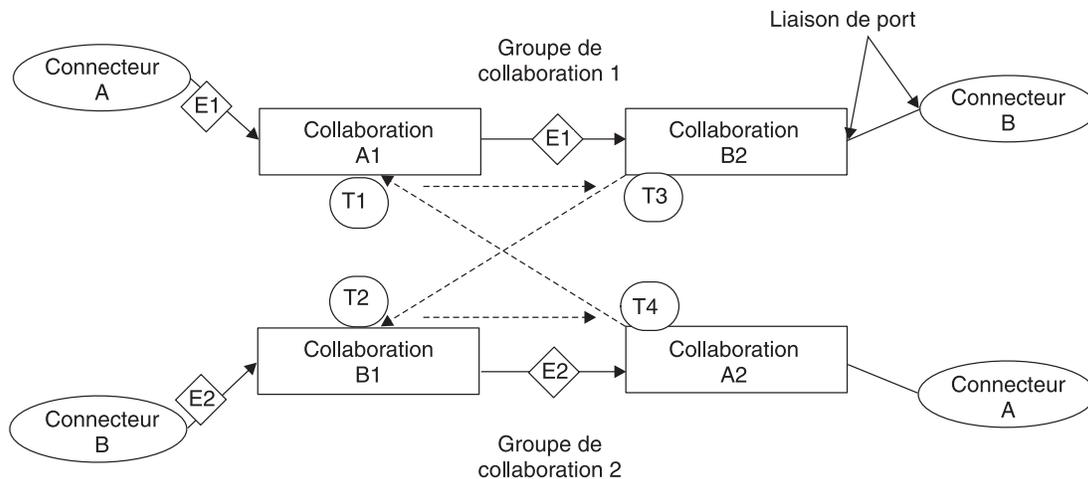 Liaison de port
Groupe de
collaboration 1
Connecteur
A
E1
Collaboration
A1
E1
Collaboration
B2
Connecteur
B
T1
T3
T2
T4
Collaboration
B1
E2
Collaboration
A2
E2
Connecteur
B
Connecteur
A
Groupe de
collaboration 2